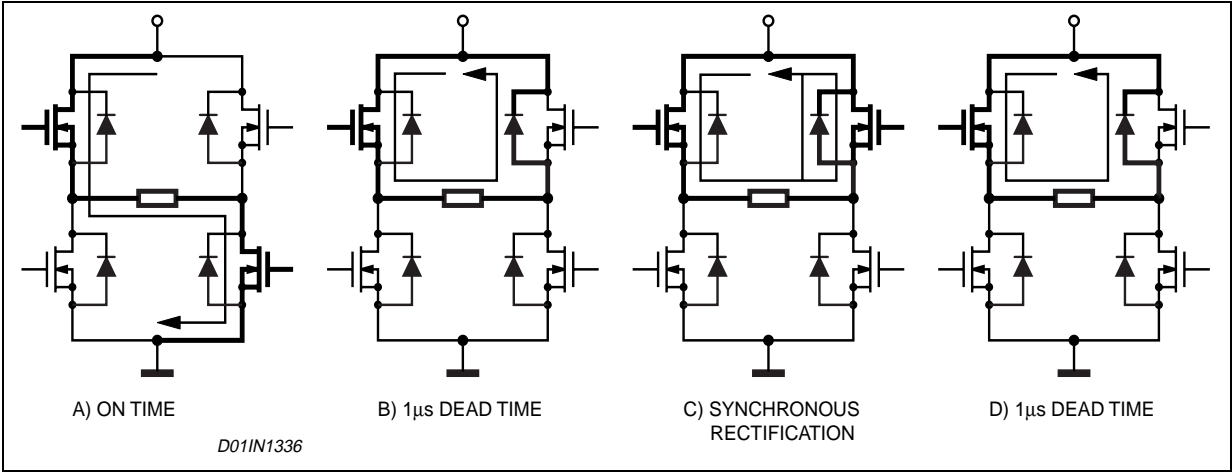 A) ON TIME
B) 1μs DEAD TIME
C) SYNCHRONOUS
RECTIFICATION
D) 1μs DEAD TIME
D01IN1336